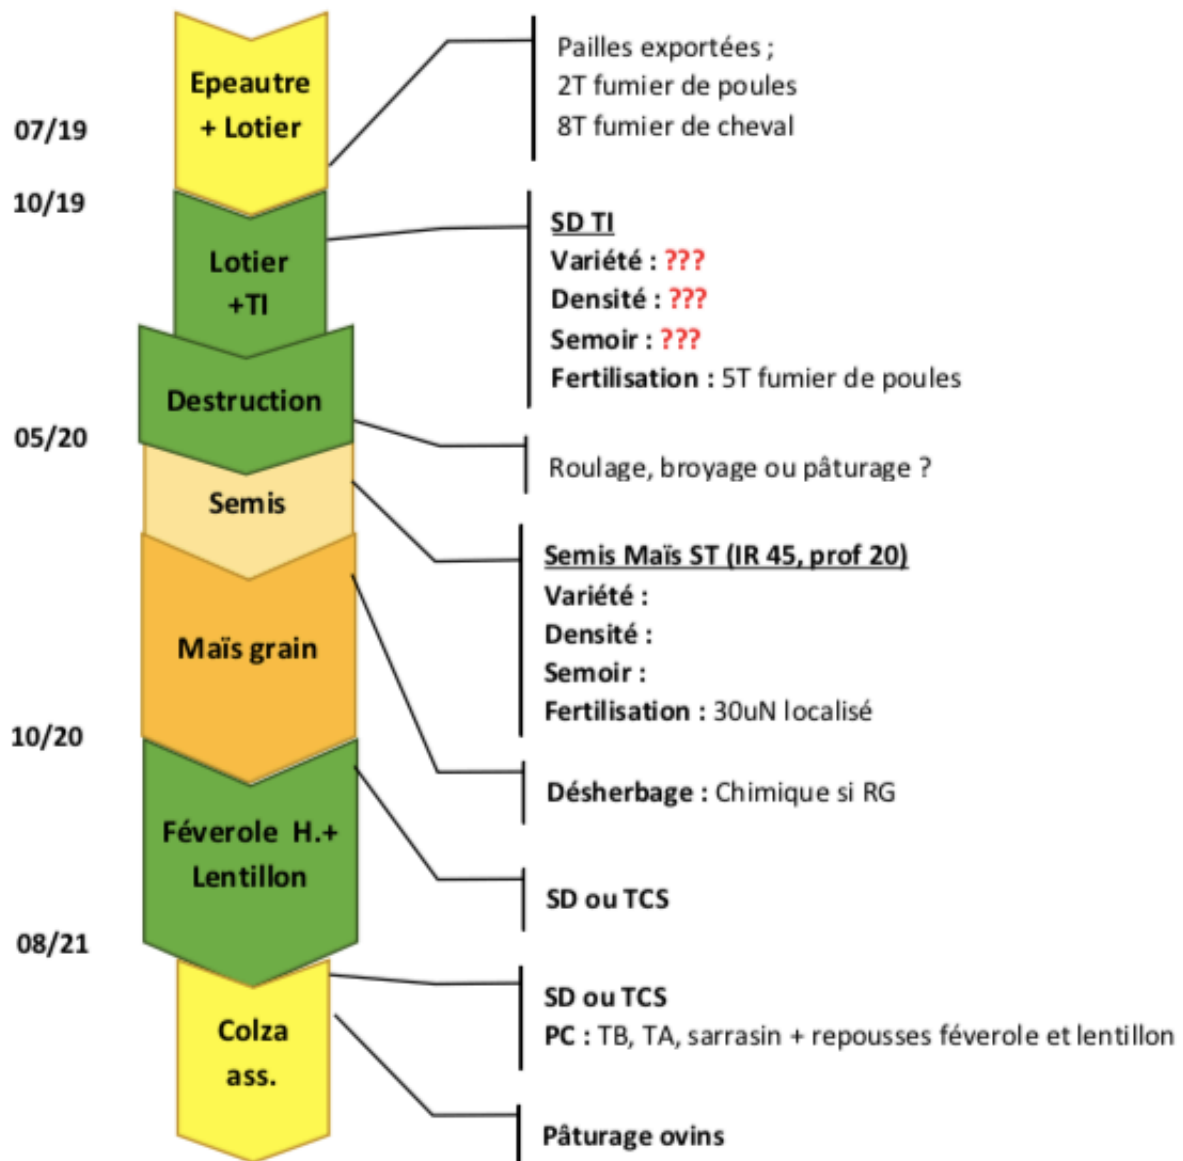 Epeautre
+ Lotier
07/19
Pailles exportées ;
2T fumier de poules
8T fumier de cheval
10/19
Lotier
+TI
SD TI
Variété : ???
Densité : ???
Semoir : ???
Fertilisation : 5T fumier de poules
Destruction
05/20
Roulage, broyage ou pâturage ?
Semis
Semis Maïs ST (IR 45, prof 20)
Variété :
Densité :
Semoir :
Fertilisation : 30uN localisé
Maïs grain
10/20
Désherbage : Chimique si RG
Féverole H.+
Lentillon
SD ou TCS
08/21
Colza
ass.
SD ou TCS
PC : TB, TA, sarrasin + repousses féverole et lentillon
Pâturage ovins